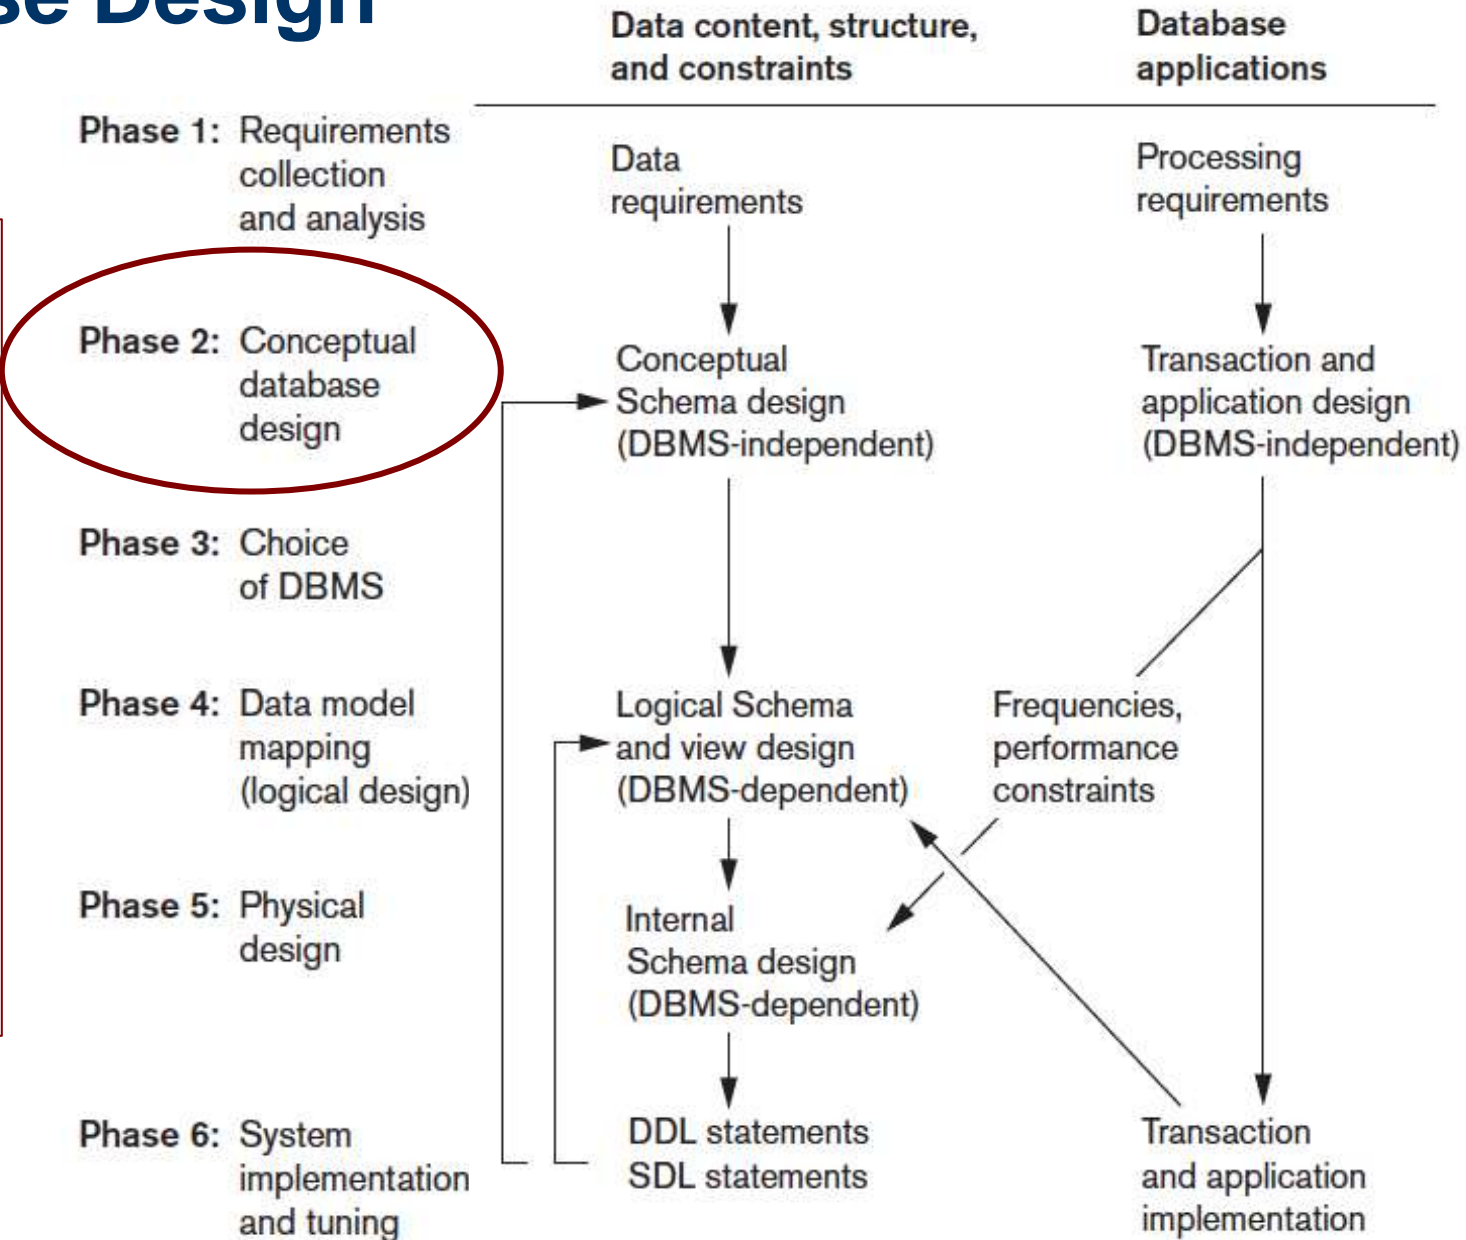 Design
Data content, structure,
and constraints
Database
applications
Phase 1: Requirements
collection
and analysis
Data
requirements
Processing
requirements
Phase 2: Conceptual
database
design
Conceptual
Schema design
(DBMS-independent)
Transaction and
application design
(DBMS-independent)
Phase 3: Choice
of DBMS
Phase 4: Data model
mapping
(logical design)
Logical Schema
and view design
(DBMS-dependent)
Frequencies,
performance
constraints
Phase 5: Physical
design
Internal
Schema design
(DBMS-dependent)
Phase 6: System
implementation
and tuning
DDL statements
SDL statements
Transaction
and application
implementation